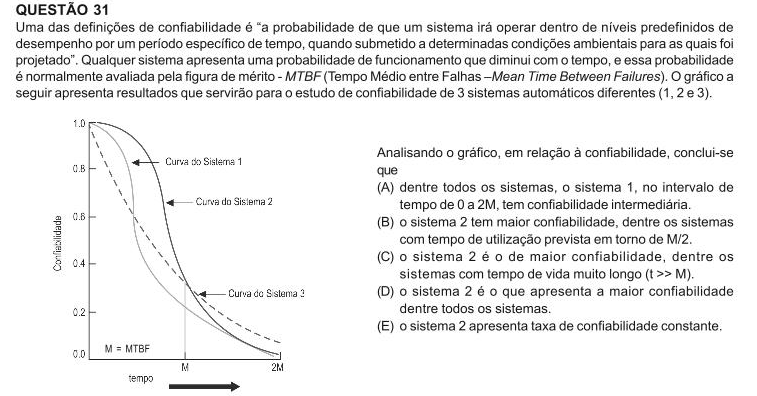 QUESTÃO 31
Uma das definições de confiabilidade é “a probabilidade de que um sistema irá operar dentro de níveis predefinidos de
desempenho por um período específico de tempo, quando submetido a determinadas condições ambientais para as quais foi
projetado”. Qualquer sistema apresenta uma probabilidade de funcionamento que diminui com o tempo, e essa probabilidade
é normalmente avaliada pela figura de mérito - MTBF (Tempo Médio entre Falhas –Mean Time Between Failures). O gráfico a
seguir apresenta resultados que servirão para o estudo de confiabilidade de 3 sistemas automáticos diferentes (1, 2 e 3).
1.0
0.8
0.6
0.4
0.2
0.0
Confiabilidade
Curva do Sistema 1
Curva do Sistema 2
Curva do Sistema 3
M = MTBF
M
2M
tempo
Analisando o gráfico, em relação à confiabilidade, conclui-se
que
(A) dentre todos os sistemas, o sistema 1, no intervalo de
tempo de 0 a 2M, tem confiabilidade intermediária.
(B) o sistema 2 tem maior confiabilidade, dentre os sistemas
com tempo de utilização prevista em torno de M/2.
(C) o sistema 2 é o de maior confiabilidade, dentre os
sistemas com tempo de vida muito longo (t >> M).
(D) o sistema 2 é o que apresenta a maior confiabilidade
dentre todos os sistemas.
(E) o sistema 2 apresenta taxa de confiabilidade constante.